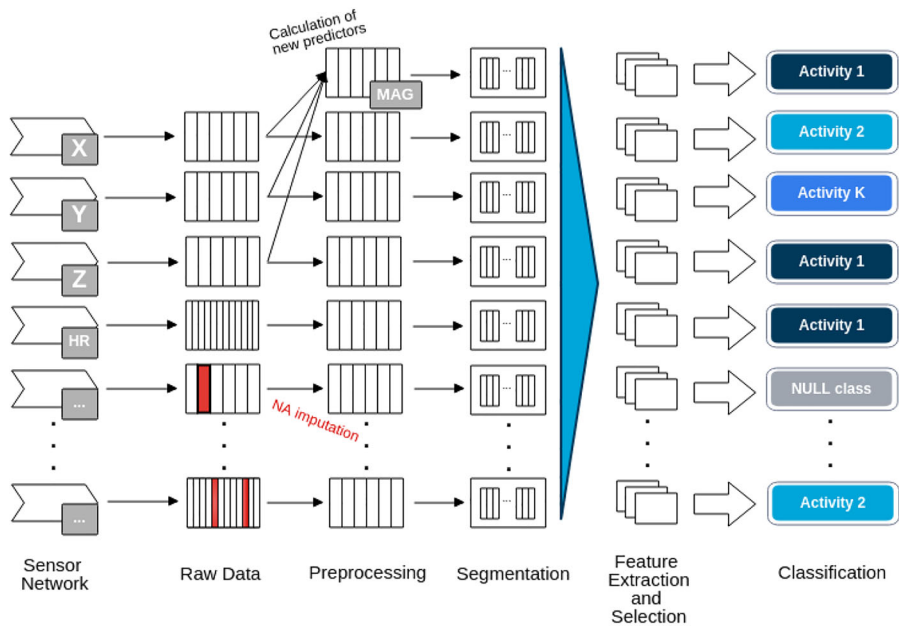 Calculation of
new predictors
MAG
Activity 1
X
Activity 2
Y
Activity K
Z
Activity 1
HR
Activity 1
...
NA imputation
NULL class
...
Activity 2
Sensor
Network
Raw Data
Preprocessing
Segmentation
Feature
Extraction
and
Selection
Classification